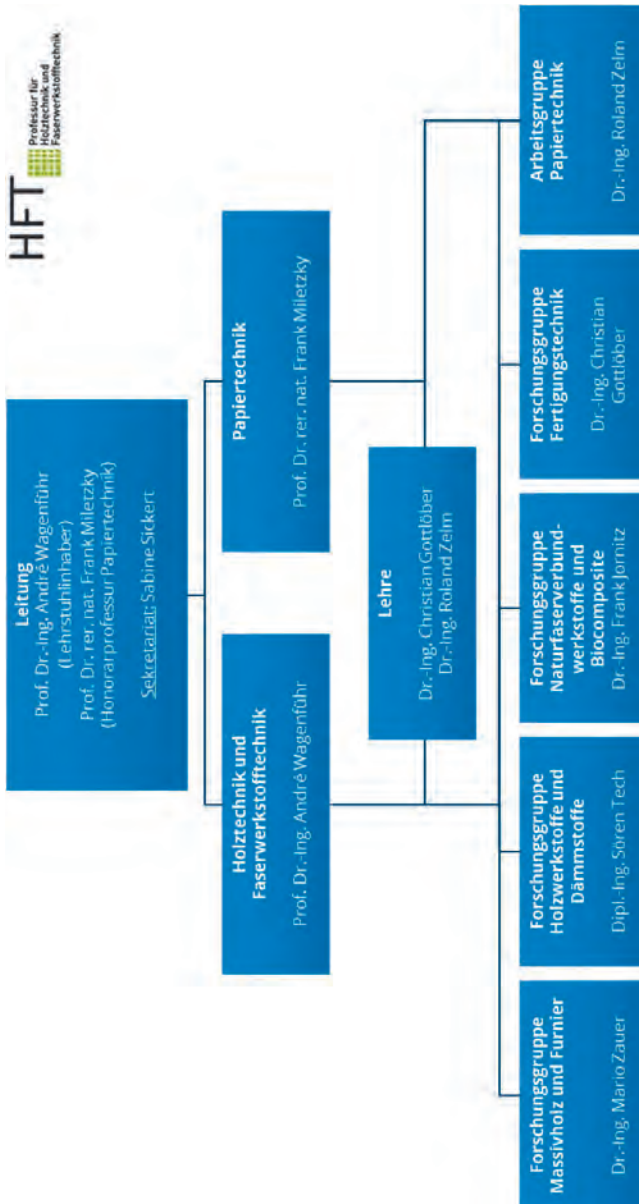 HFT
Professur für
Holztechnik und
Faserwerkstofftechnik
Leitung
Prof. Dr.-Ing. André Wagenführ
(Lehrstuhlinhaber)
Prof. Dr. rer. nat. Frank Miletzky
(Honorarprofessur Papiertechnik)
Sekretariat: Sabine Sickert
Holztechnik und
Faserwerkstofftechnik
Prof. Dr.-Ing. André Wagenführ
Papiertechnik
Prof. Dr. rer. nat. Frank Miletzky
Lehre
Dr.-Ing. Christian Gottlöber
Dr.-Ing. Roland Zelm
Forschungsgruppe
Massivholz und Furnier
Dr.-Ing. Mario Zauer
Forschungsgruppe
Holzwerkstoffe und
Dämmstoffe
Dipl.-Ing. Sören Tech
Forschungsgruppe
Naturfaserverbund-
werkstoffe und
Biocomposite
Dr.-Ing. Frank Jornitz
Forschungsgruppe
Fertigungstechnik
Dr.-Ing. Christian
Gottlöber
Arbeitsgruppe
Papiertechnik
Dr.-Ing. Roland Zelm